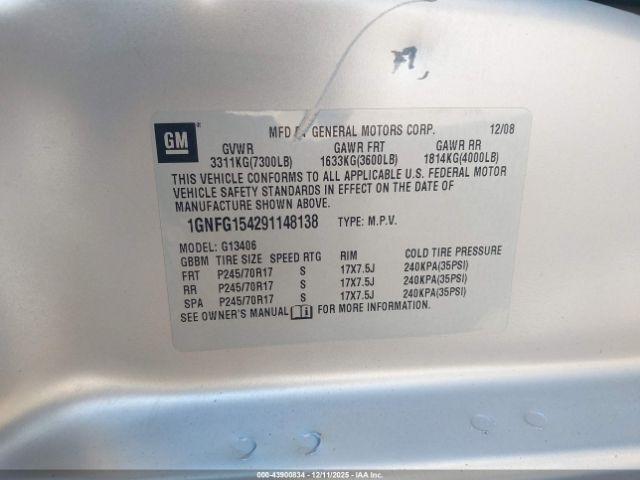 GM
MFD BY GENERAL MOTORS CORP. 12/08
GVWR GAWR FRT GAWR RR
3311KG(7300LB) 1633KG(3600LB) 1814KG(4000LB)
THIS VEHICLE CONFORMS TO ALL APPLICABLE U.S. FEDERAL MOTOR
VEHICLE SAFETY STANDARDS IN EFFECT ON THE DATE OF
MANUFACTURE SHOWN ABOVE.
1GNFG154291148138 TYPE: M.P.V.
MODEL: G13406
GBBM TIRE SIZE SPEED RTG RIM COLD TIRE PRESSURE
FRT P245/70R17 S 17X7.5J 240KPA(35PSI)
RR P245/70R17 S 17X7.5J 240KPA(35PSI)
SPA P245/70R17 S 17X7.5J 240KPA(35PSI)
SEE OWNER'S MANUAL FOR MORE INFORMATION.
000-43900834 - 12/11/2025 - IAA Inc.